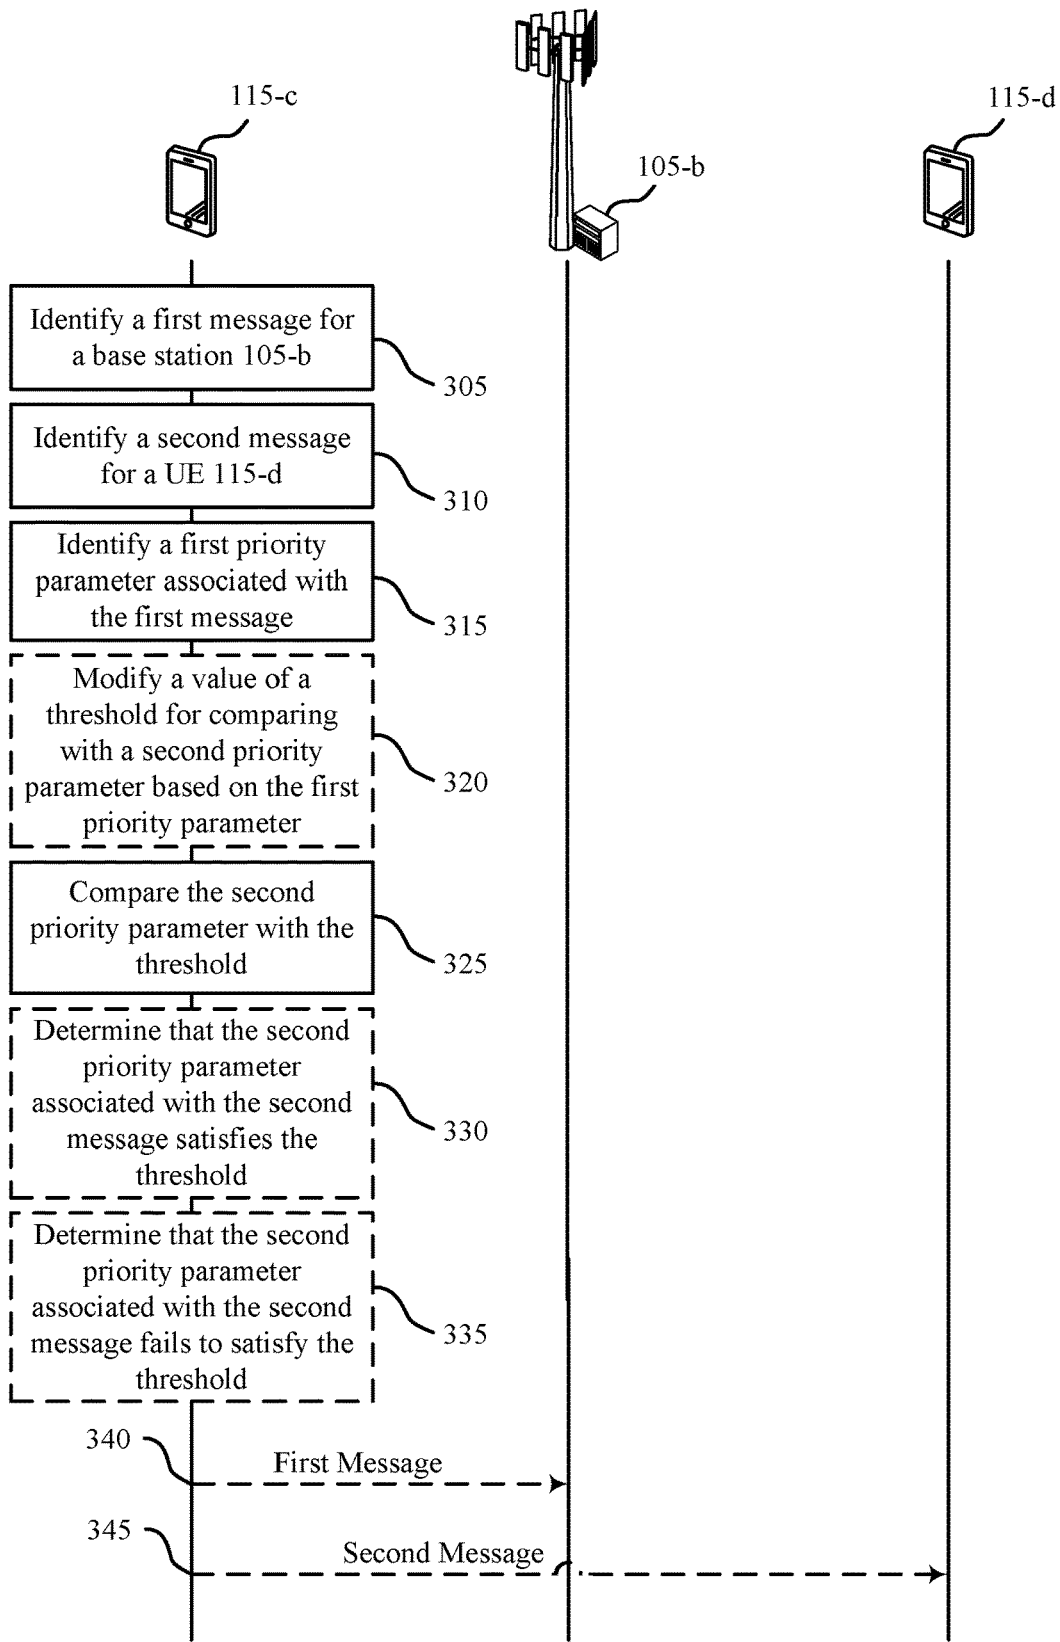 115-c
115-d
105-b
Identify a first message for
a base station 105-b
305
Identify a second message
for a UE 115-d
310
Identify a first priority
parameter associated with
the first message
315
Modify a value of a
threshold for comparing
with a second priority
parameter based on the first
priority parameter
320
Compare the second
priority parameter with the
threshold
325
Determine that the second
priority parameter
associated with the second
message satisfies the
threshold
330
Determine that the second
priority parameter
associated with the second
message fails to satisfy the
threshold
335
340
First Message
345
Second Message